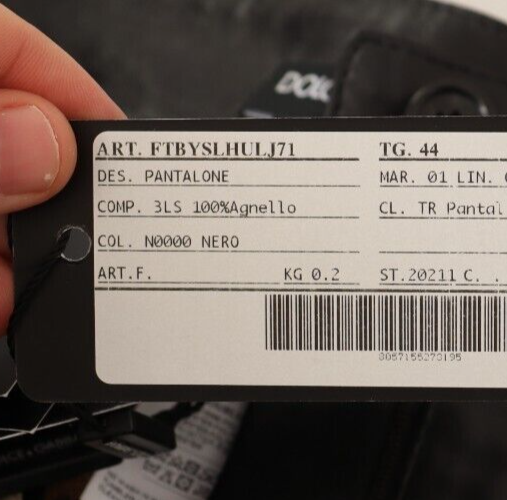 DOL
ART. FTBYSLHULJ71 TG. 44
DES. PANTALONE MAR. 01 LIN.
COMP. 3LS 100%Agnello CL. TR Pantal
COL. N0000 NERO
ART.F. KG 0.2 ST.20211 C. .
8057155273195